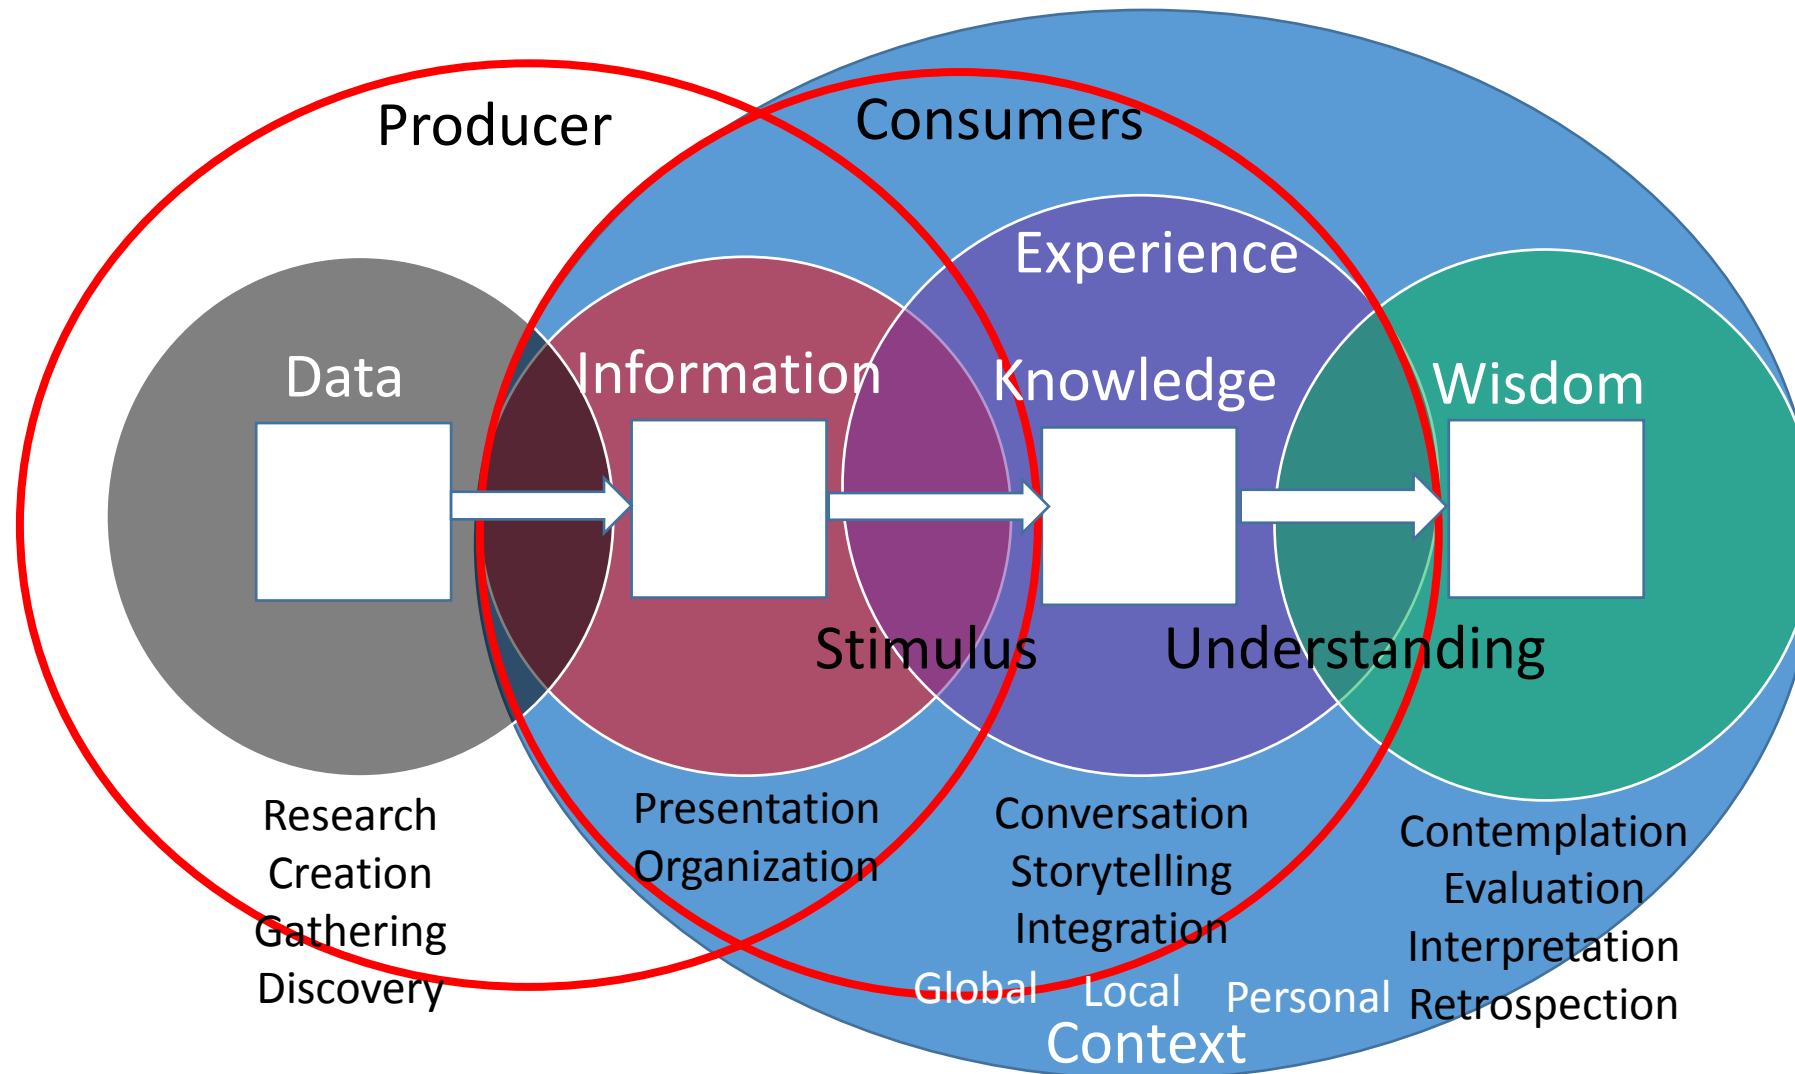 Producer
Consumers
Experience
Data
Information
Knowledge
Wisdom
Stimulus
Understanding
Research
Creation
Gathering
Discovery
Presentation
Organization
Conversation
Storytelling
Integration
Contemplation
Evaluation
Interpretation
Retrospection
Global Local Personal
Context